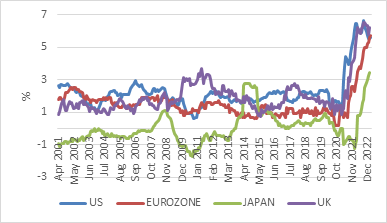 7
5
3
1
-1
-3
%
Apr 2001
May 2002
Jun 2003
Jul 2004
Aug 2005
Sep 2006
Oct 2007
Nov 2008
Dec 2009
Jan 2011
Feb 2012
Mar 2013
Apr 2014
May 2015
Jun 2016
Jul 2017
Aug 2018
Sep 2019
Oct 2020
Nov 2021
Dec 2022
US EUROZONE JAPAN UK